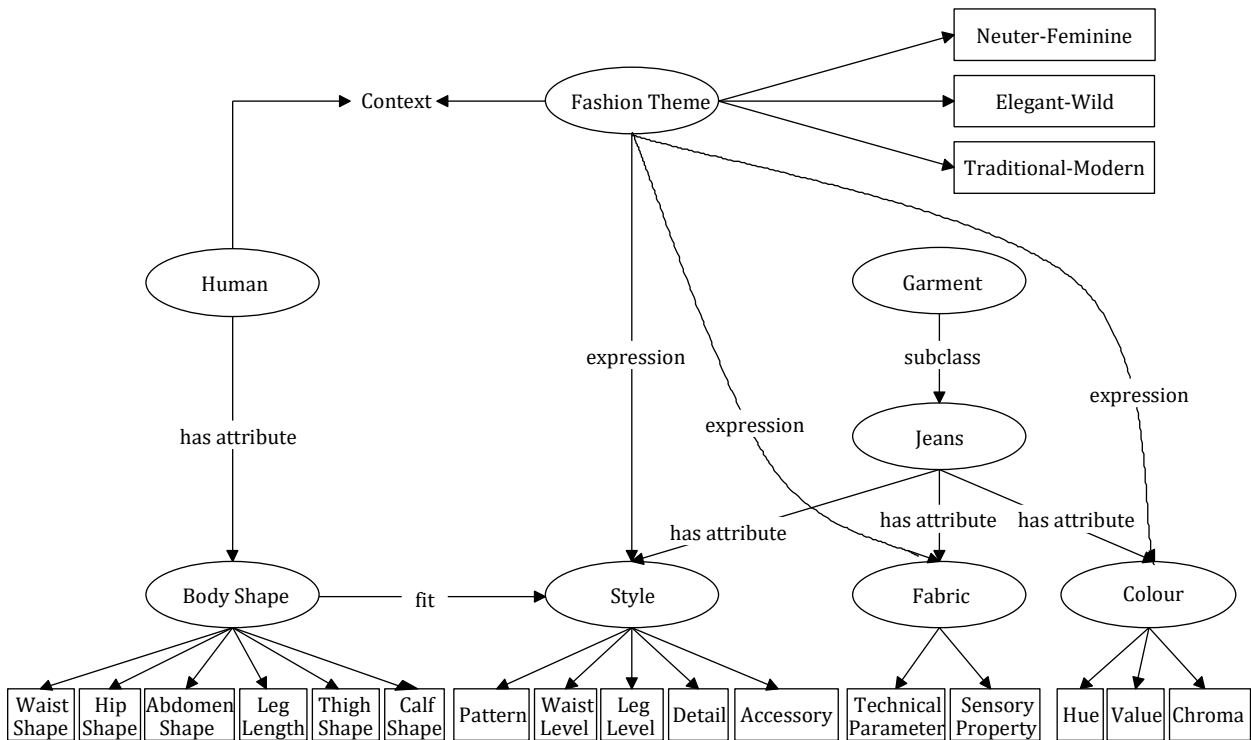 Neuter-Feminine
Context
Fashion Theme
Elegant-Wild
Traditional-Modern
Human
Garment
expression
subclass
expression
has attribute
expression
Jeans
has attribute
has attribute
has attribute
Body Shape
fit
Style
Fabric
Colour
Waist
Shape
Hip
Shape
Abdomen
Shape
Leg
Length
Thigh
Shape
Calf
Shape
Pattern
Waist
Level
Leg
Level
Detail
Accessory
Technical
Parameter
Sensory
Property
Hue
Value
Chroma